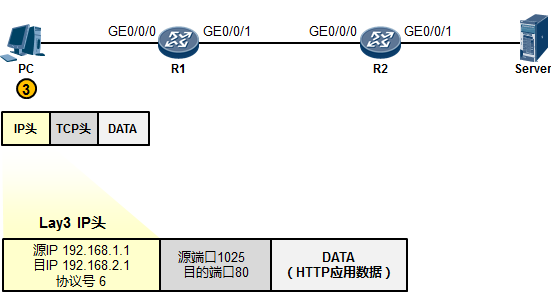 GE0/0/0 GE0/0/1 GE0/0/0 GE0/0/1
PC R1 R2 Server
3
IP头 TCP头 DATA
Lay3 IP头
源IP 192.168.1.1
目IP 192.168.2.1
协议号 6
源端口1025
目的端口80
DATA
（HTTP应用数据）